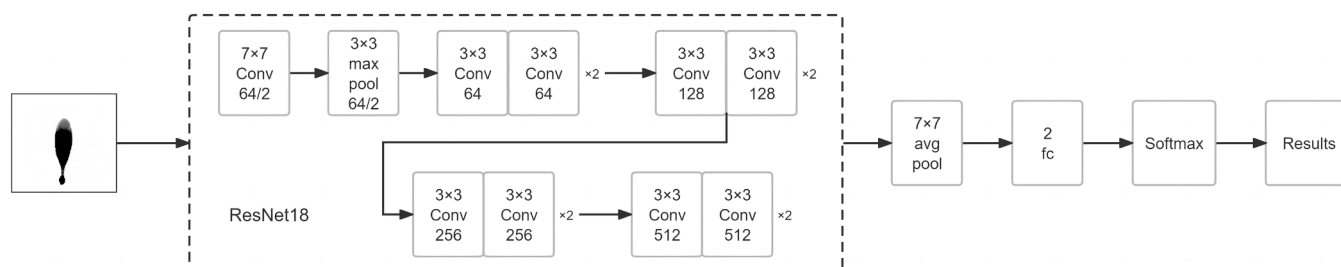 7×7
Conv
64/2
3×3
max
pool
64/2
3×3
Conv
64
3×3
Conv
64
×2
3×3
Conv
128
3×3
Conv
128
×2
3×3
Conv
256
3×3
Conv
256
×2
3×3
Conv
512
3×3
Conv
512
×2
ResNet18
7×7
avg
pool
2
fc
Softmax
Results